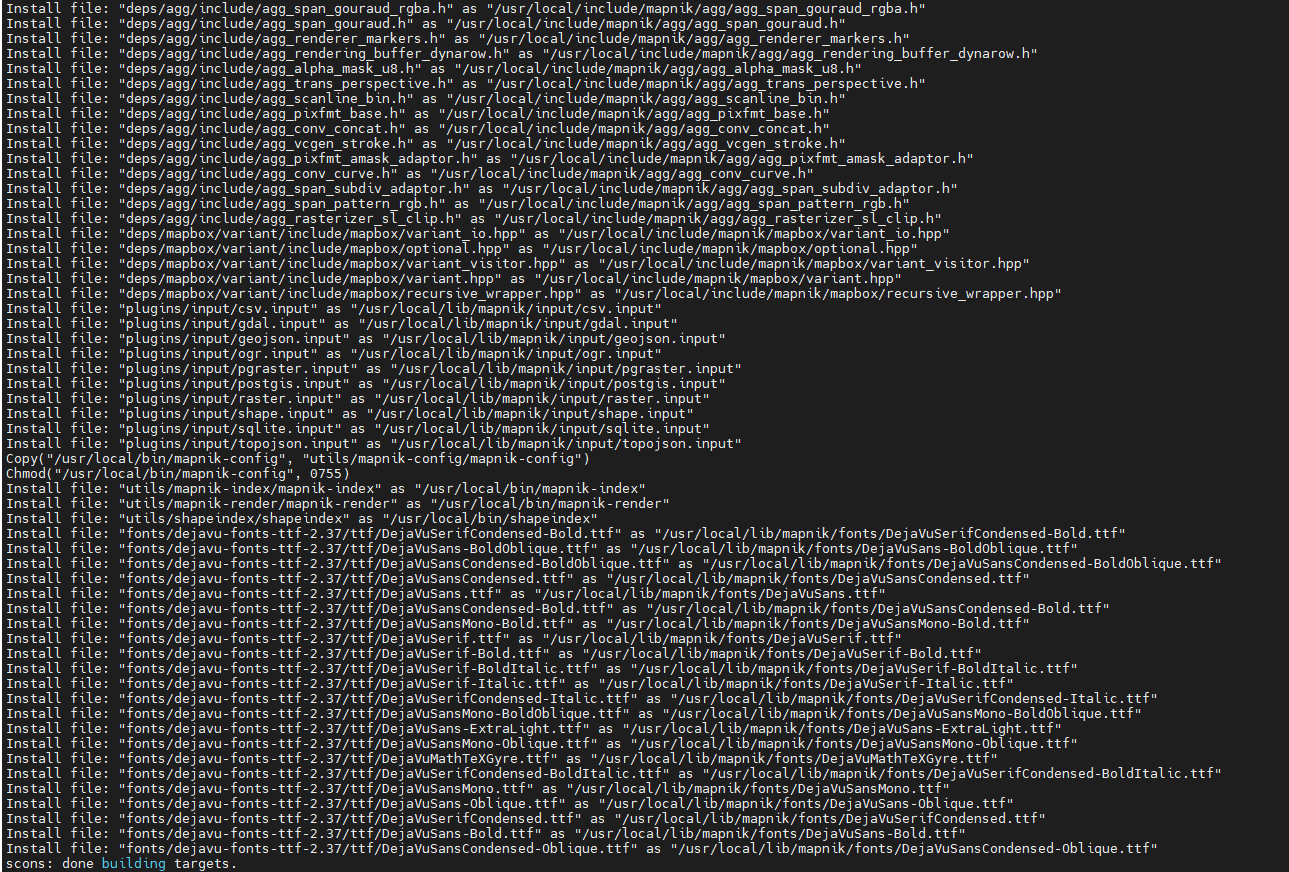 Install file: "deps/agg/include/agg_span_gouraud_rgba.h" as "/usr/local/include/mapnik/agg/agg_span_gouraud_rgba.h"
Install file: "deps/agg/include/agg_span_gouraud.h" as "/usr/local/include/mapnik/agg/agg_span_gouraud.h"
Install file: "deps/agg/include/agg_renderer_markers.h" as "/usr/local/include/mapnik/agg/agg_renderer_markers.h"
Install file: "deps/agg/include/agg_rendering_buffer_dynarow.h" as "/usr/local/include/mapnik/agg/agg_rendering_buffer_dynarow.h"
Install file: "deps/agg/include/agg_alpha_mask_u8.h" as "/usr/local/include/mapnik/agg/agg_alpha_mask_u8.h"
Install file: "deps/agg/include/agg_trans_perspective.h" as "/usr/local/include/mapnik/agg/agg_trans_perspective.h"
Install file: "deps/agg/include/agg_scanline_bin.h" as "/usr/local/include/mapnik/agg/agg_scanline_bin.h"
Install file: "deps/agg/include/agg_pixfmt_base.h" as "/usr/local/include/mapnik/agg/agg_pixfmt_base.h"
Install file: "deps/agg/include/agg_conv_concat.h" as "/usr/local/include/mapnik/agg/agg_conv_concat.h"
Install file: "deps/agg/include/agg_vcgen_stroke.h" as "/usr/local/include/mapnik/agg/agg_vcgen_stroke.h"
Install file: "deps/agg/include/agg_pixfmt_amask_adaptor.h" as "/usr/local/include/mapnik/agg/agg_pixfmt_amask_adaptor.h"
Install file: "deps/agg/include/agg_conv_curve.h" as "/usr/local/include/mapnik/agg/agg_conv_curve.h"
Install file: "deps/agg/include/agg_span_subdiv_adaptor.h" as "/usr/local/include/mapnik/agg/agg_span_subdiv_adaptor.h"
Install file: "deps/agg/include/agg_span_pattern_rgb.h" as "/usr/local/include/mapnik/agg/agg_span_pattern_rgb.h"
Install file: "deps/agg/include/agg_rasterizer_sl_clip.h" as "/usr/local/include/mapnik/agg/agg_rasterizer_sl_clip.h"
Install file: "deps/mapbox/variant/include/mapbox/variant_io.hpp" as "/usr/local/include/mapnik/mapbox/variant_io.hpp"
Install file: "deps/mapbox/variant/include/mapbox/optional.hpp" as "/usr/local/include/mapnik/mapbox/optional.hpp"
Install file: "deps/mapbox/variant/include/mapbox/variant_visitor.hpp" as "/usr/local/include/mapnik/mapbox/variant_visitor.hpp"
Install file: "deps/mapbox/variant/include/mapbox/variant.hpp" as "/usr/local/include/mapnik/mapbox/variant.hpp"
Install file: "deps/mapbox/variant/include/mapbox/recursive_wrapper.hpp" as "/usr/local/include/mapnik/mapbox/recursive_wrapper.hpp"
Install file: "plugins/input/csv.input" as "/usr/local/lib/mapnik/input/csv.input"
Install file: "plugins/input/gdal.input" as "/usr/local/lib/mapnik/input/gdal.input"
Install file: "plugins/input/geojson.input" as "/usr/local/lib/mapnik/input/geojson.input"
Install file: "plugins/input/ogr.input" as "/usr/local/lib/mapnik/input/ogr.input"
Install file: "plugins/input/pgraster.input" as "/usr/local/lib/mapnik/input/pgraster.input"
Install file: "plugins/input/postgis.input" as "/usr/local/lib/mapnik/input/postgis.input"
Install file: "plugins/input/raster.input" as "/usr/local/lib/mapnik/input/raster.input"
Install file: "plugins/input/shape.input" as "/usr/local/lib/mapnik/input/shape.input"
Install file: "plugins/input/sqlite.input" as "/usr/local/lib/mapnik/input/sqlite.input"
Install file: "plugins/input/topojson.input" as "/usr/local/lib/mapnik/input/topojson.input"
Copy("/usr/local/bin/mapnik-config", "utils/mapnik-config/mapnik-config")
Chmod("/usr/local/bin/mapnik-config", 0755)
Install file: "utils/mapnik-index/mapnik-index" as "/usr/local/bin/mapnik-index"
Install file: "utils/mapnik-render/mapnik-render" as "/usr/local/bin/mapnik-render"
Install file: "utils/shapeindex/shapeindex" as "/usr/local/bin/shapeindex"
Install file: "fonts/dejavu-fonts-ttf-2.37/ttf/DejaVuSerifCondensed-Bold.ttf" as "/usr/local/lib/mapnik/fonts/DejaVuSerifCondensed-Bold.ttf"
Install file: "fonts/dejavu-fonts-ttf-2.37/ttf/DejaVuSans-BoldOblique.ttf" as "/usr/local/lib/mapnik/fonts/DejaVuSans-BoldOblique.ttf"
Install file: "fonts/dejavu-fonts-ttf-2.37/ttf/DejaVuSansCondensed-BoldOblique.ttf" as "/usr/local/lib/mapnik/fonts/DejaVuSansCondensed-BoldOblique.ttf"
Install file: "fonts/dejavu-fonts-ttf-2.37/ttf/DejaVuSansCondensed.ttf" as "/usr/local/lib/mapnik/fonts/DejaVuSansCondensed.ttf"
Install file: "fonts/dejavu-fonts-ttf-2.37/ttf/DejaVuSans.ttf" as "/usr/local/lib/mapnik/fonts/DejaVuSans.ttf"
Install file: "fonts/dejavu-fonts-ttf-2.37/ttf/DejaVuSansCondensed-Bold.ttf" as "/usr/local/lib/mapnik/fonts/DejaVuSansCondensed-Bold.ttf"
Install file: "fonts/dejavu-fonts-ttf-2.37/ttf/DejaVuSansMono-Bold.ttf" as "/usr/local/lib/mapnik/fonts/DejaVuSansMono-Bold.ttf"
Install file: "fonts/dejavu-fonts-ttf-2.37/ttf/DejaVuSerif.ttf" as "/usr/local/lib/mapnik/fonts/DejaVuSerif.ttf"
Install file: "fonts/dejavu-fonts-ttf-2.37/ttf/DejaVuSerif-Bold.ttf" as "/usr/local/lib/mapnik/fonts/DejaVuSerif-Bold.ttf"
Install file: "fonts/dejavu-fonts-ttf-2.37/ttf/DejaVuSerif-BoldItalic.ttf" as "/usr/local/lib/mapnik/fonts/DejaVuSerif-BoldItalic.ttf"
Install file: "fonts/dejavu-fonts-ttf-2.37/ttf/DejaVuSerif-Italic.ttf" as "/usr/local/lib/mapnik/fonts/DejaVuSerif-Italic.ttf"
Install file: "fonts/dejavu-fonts-ttf-2.37/ttf/DejaVuSerifCondensed-Italic.ttf" as "/usr/local/lib/mapnik/fonts/DejaVuSerifCondensed-Italic.ttf"
Install file: "fonts/dejavu-fonts-ttf-2.37/ttf/DejaVuSansMono-BoldOblique.ttf" as "/usr/local/lib/mapnik/fonts/DejaVuSansMono-BoldOblique.ttf"
Install file: "fonts/dejavu-fonts-ttf-2.37/ttf/DejaVuSans-ExtraLight.ttf" as "/usr/local/lib/mapnik/fonts/DejaVuSans-ExtraLight.ttf"
Install file: "fonts/dejavu-fonts-ttf-2.37/ttf/DejaVuSansMono-Oblique.ttf" as "/usr/local/lib/mapnik/fonts/DejaVuSansMono-Oblique.ttf"
Install file: "fonts/dejavu-fonts-ttf-2.37/ttf/DejaVuMathTeXGyre.ttf" as "/usr/local/lib/mapnik/fonts/DejaVuMathTeXGyre.ttf"
Install file: "fonts/dejavu-fonts-ttf-2.37/ttf/DejaVuSerifCondensed-BoldItalic.ttf" as "/usr/local/lib/mapnik/fonts/DejaVuSerifCondensed-BoldItalic.ttf"
Install file: "fonts/dejavu-fonts-ttf-2.37/ttf/DejaVuSansMono.ttf" as "/usr/local/lib/mapnik/fonts/DejaVuSansMono.ttf"
Install file: "fonts/dejavu-fonts-ttf-2.37/ttf/DejaVuSans-Oblique.ttf" as "/usr/local/lib/mapnik/fonts/DejaVuSans-Oblique.ttf"
Install file: "fonts/dejavu-fonts-ttf-2.37/ttf/DejaVuSerifCondensed.ttf" as "/usr/local/lib/mapnik/fonts/DejaVuSerifCondensed.ttf"
Install file: "fonts/dejavu-fonts-ttf-2.37/ttf/DejaVuSans-Bold.ttf" as "/usr/local/lib/mapnik/fonts/DejaVuSans-Bold.ttf"
Install file: "fonts/dejavu-fonts-ttf-2.37/ttf/DejaVuSansCondensed-Oblique.ttf" as "/usr/local/lib/mapnik/fonts/DejaVuSansCondensed-Oblique.ttf"
scons: done building targets.